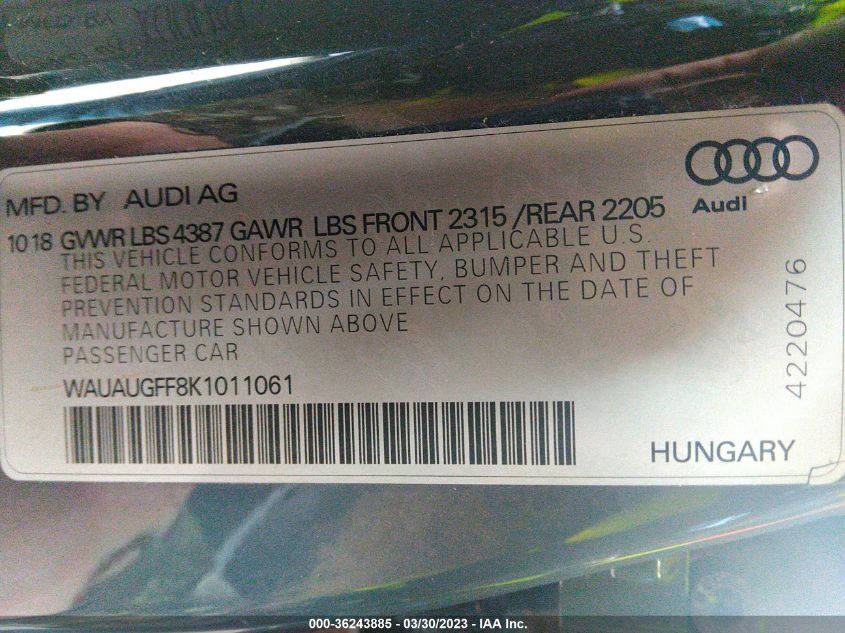 Audi
MFD. BY AUDI AG
1018 GVWR LBS 4387 GAWR LBS FRONT 2315 /REAR 2205
THIS VEHICLE CONFORMS TO ALL APPLICABLE U.S.
FEDERAL MOTOR VEHICLE SAFETY, BUMPER AND THEFT
PREVENTION STANDARDS IN EFFECT ON THE DATE OF
MANUFACTURE SHOWN ABOVE
PASSENGER CAR
WAUAUGFF8K1011061
4220476
HUNGARY
000-36243885 - 03/30/2023 - IAA Inc.